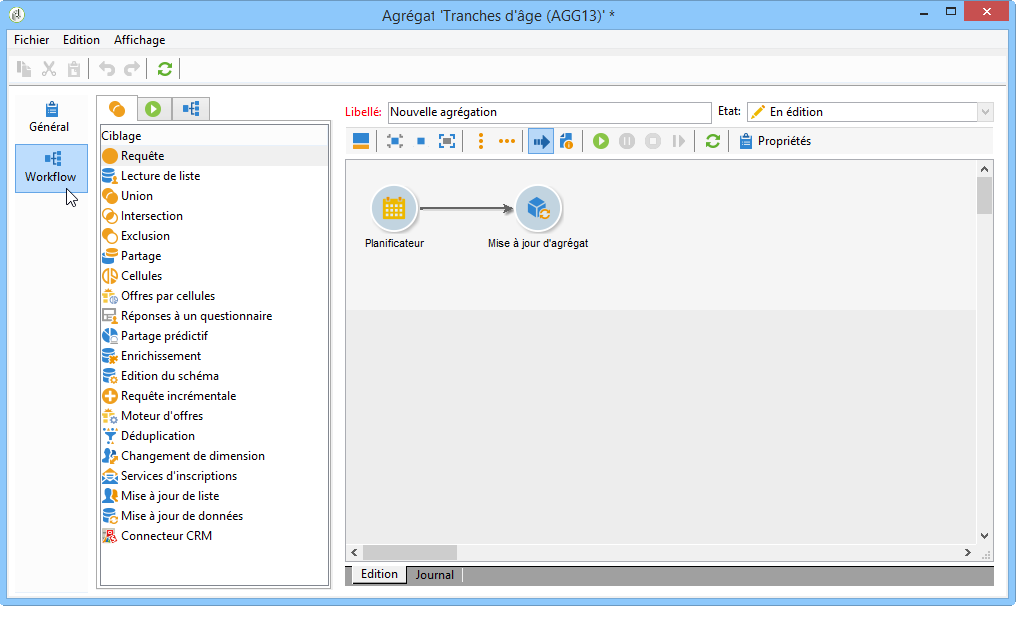 Agrégat 'Tranches d'âge (AGG13)' *
Fichier Edition Affichage
Général
Workflow
Ciblage
Requête
Lecture de liste
Union
Intersection
Exclusion
Partage
Cellules
Offres par cellules
Réponses à un questionnaire
Partage prédictif
Enrichissement
Edition du schéma
Requête incrémentale
Moteur d'offres
Déduplication
Changement de dimension
Services d'inscriptions
Mise à jour de liste
Mise à jour de données
Connecteur CRM
Libellé: Nouvelle agrégation Etat: En édition
Propriétés
Planificateur Mise à jour d'agrégat
Edition Journal